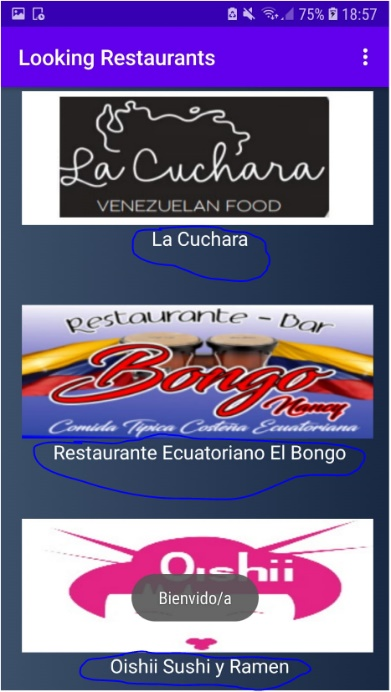 75% 18:57
Looking Restaurants
La Cuchara
VENEZUELAN FOOD
La Cuchara
Restaurante - Bar
Bongo
Nancy
Comida Típica Costeña Ecuatoriana
Restaurante Ecuatoriano El Bongo
Oishii
Bienvido/a
Oishii Sushi y Ramen